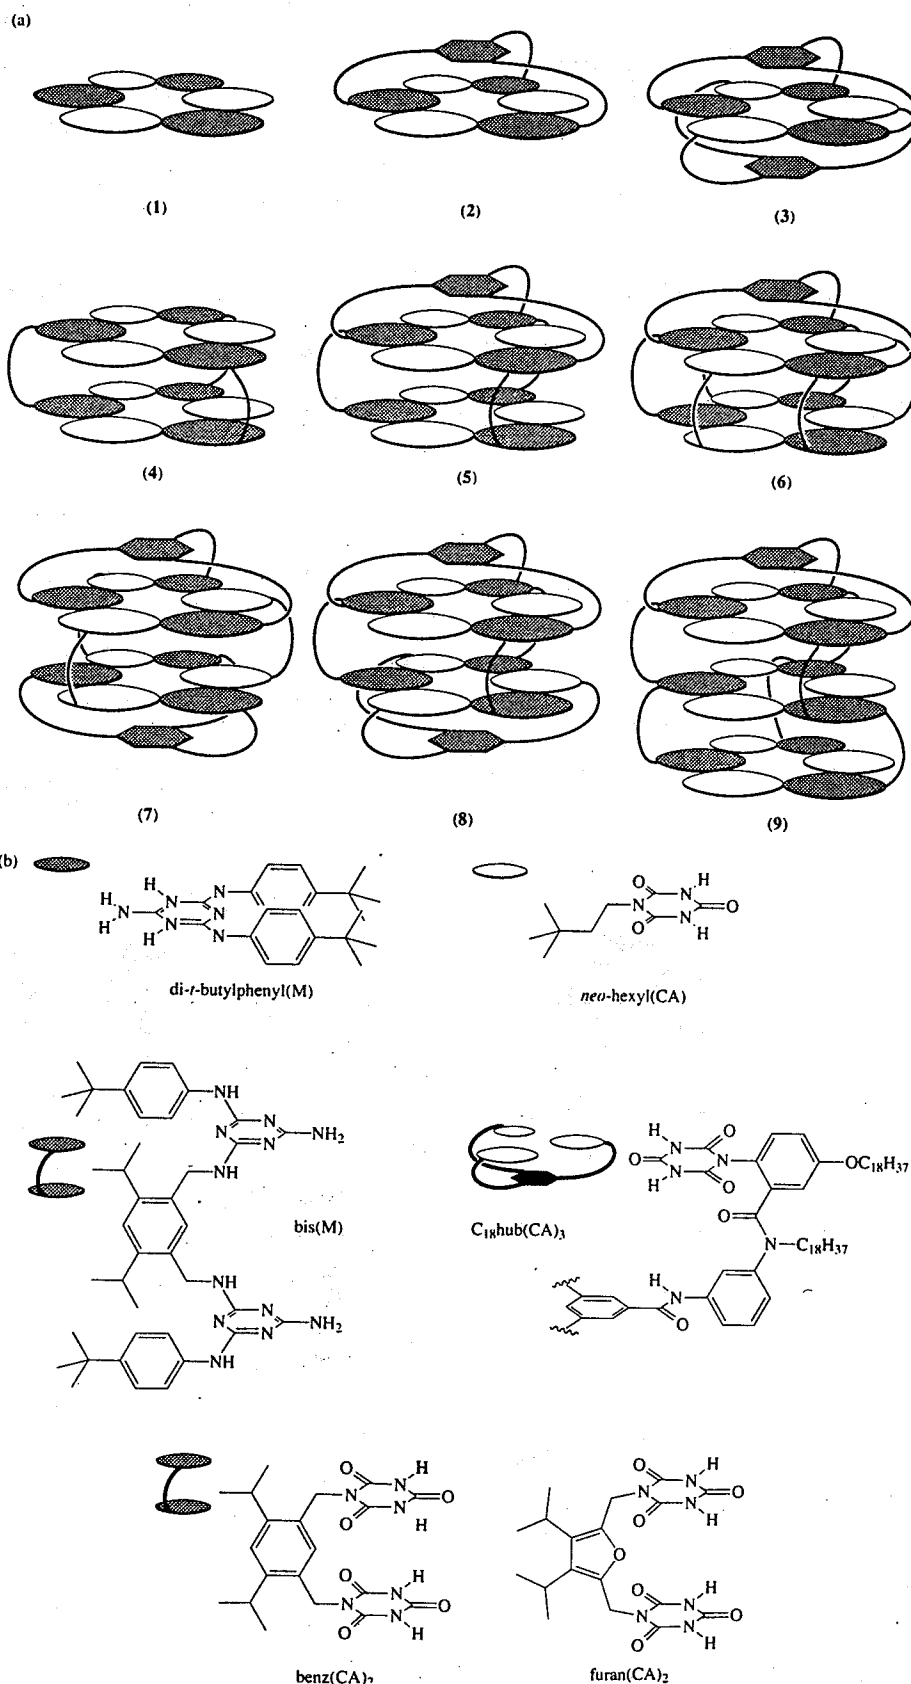 (a)
(1)
(2)
(3)
(4)
(5)
(6)
(7)
(8)
(9)
(b)
H
H
N
N
H
N
N
N
H
N
N
di-t-butylphenyl(M)
O
H
N
N
O
N
O
H
neo-hexyl(CA)
NH
N
N
N
NH2
NH
bis(M)
NH
N
N
N
NH2
NH
C18hub(CA)3
H
O
N
O
N
N
H
O
OC18H37
O
N
C18H37
H
N
O
O
H
N
N
O
N
O
H
O
H
N
N
O
N
O
H
benz(CA)2
O
H
N
N
O
N
O
H
O
O
H
N
N
O
N
O
H
furan(CA)2